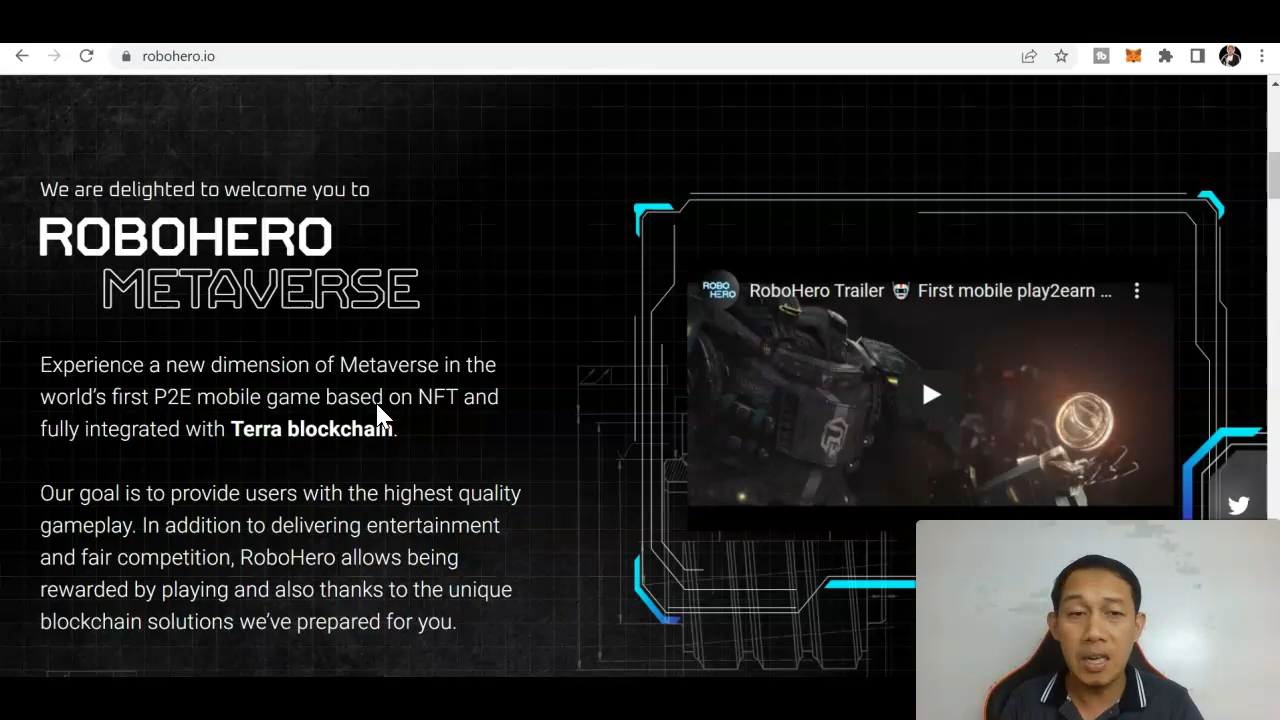 robohero.io
We are delighted to welcome you to
ROBOHERO
METAVERSE
Experience a new dimension of Metaverse in the
world's first P2E mobile game based on NFT and
fully integrated with Terra blockchain.
Our goal is to provide users with the highest quality
gameplay. In addition to delivering entertainment
and fair competition, RoboHero allows being
rewarded by playing and also thanks to the unique
blockchain solutions we've prepared for you.
ROBO
HERO
RoboHero Trailer 🤖 First mobile play2earn ...